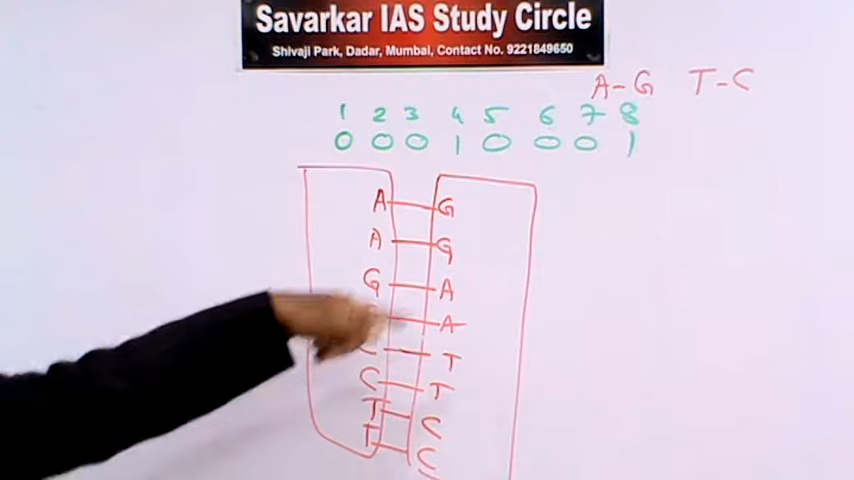 Savarkar IAS Study Circle
Shivaji Park, Dadar, Mumbai, Contact No. 9221849650
A-G T-C
1 2 3 4 5 6 7 8
0 0 0 1 0 0 0 1
A G
A G
G A
A
C T
C T
T C
T C